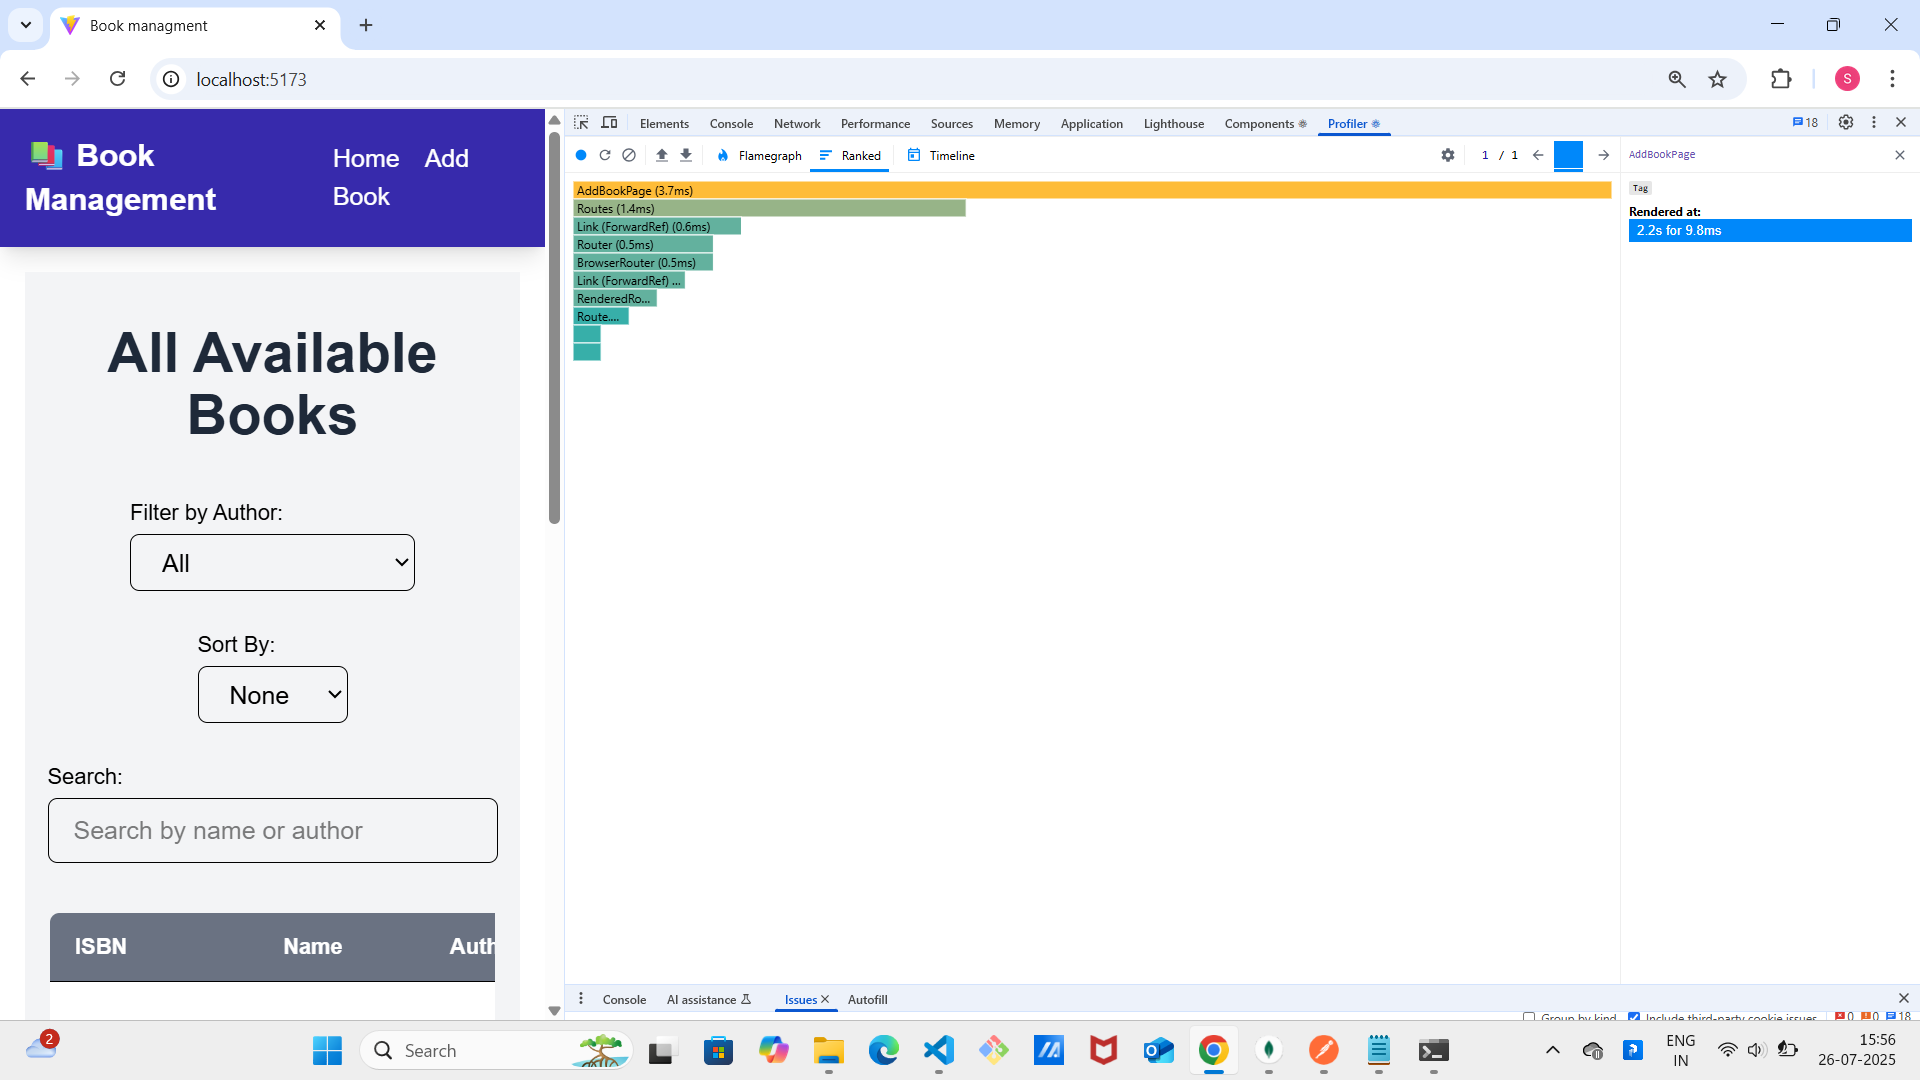 Book managment
localhost:5173
S
Book
Management
Home Add
Book
All Available
Books
Filter by Author:
All
Sort By:
None
Search:
Search by name or author
ISBN Name Auth
Elements Console Network Performance Sources Memory Application Lighthouse Components Profiler 18
Flamegraph Ranked Timeline 1 / 1
AddBookPage (3.7ms)
Routes (1.4ms)
Link (ForwardRef) (0.6ms)
Router (0.5ms)
BrowserRouter (0.5ms)
Link (ForwardRef) ...
RenderedRo...
Route....
AddBookPage
Tag
Rendered at:
2.2s for 9.8ms
Console AI assistance Issues Autofill
Group by kind Include third-party cookie issues 0 0 18
2
Search
ENG
IN
15:56
26-07-2025